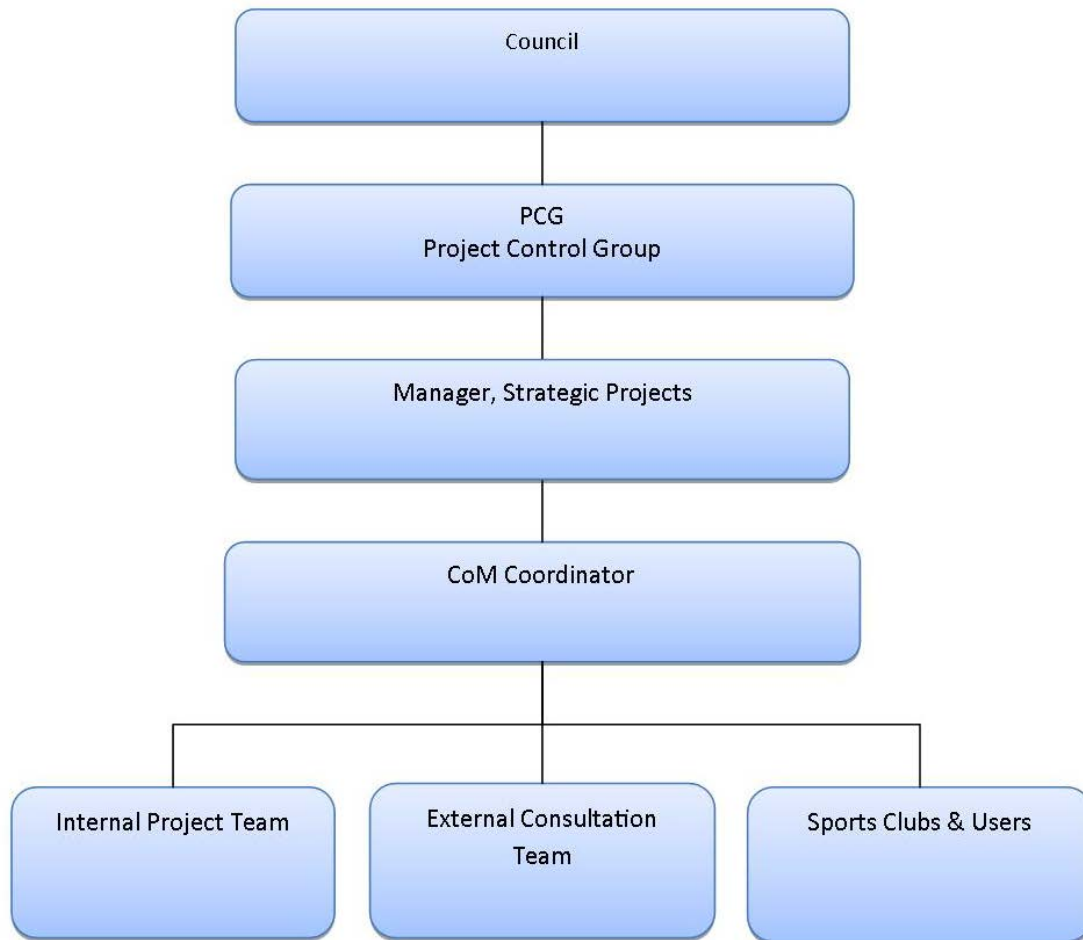 Council
PCG
Project Control Group
Manager, Strategic Projects
CoM Coordinator
Internal Project Team
External Consultation
Team
Sports Clubs & Users